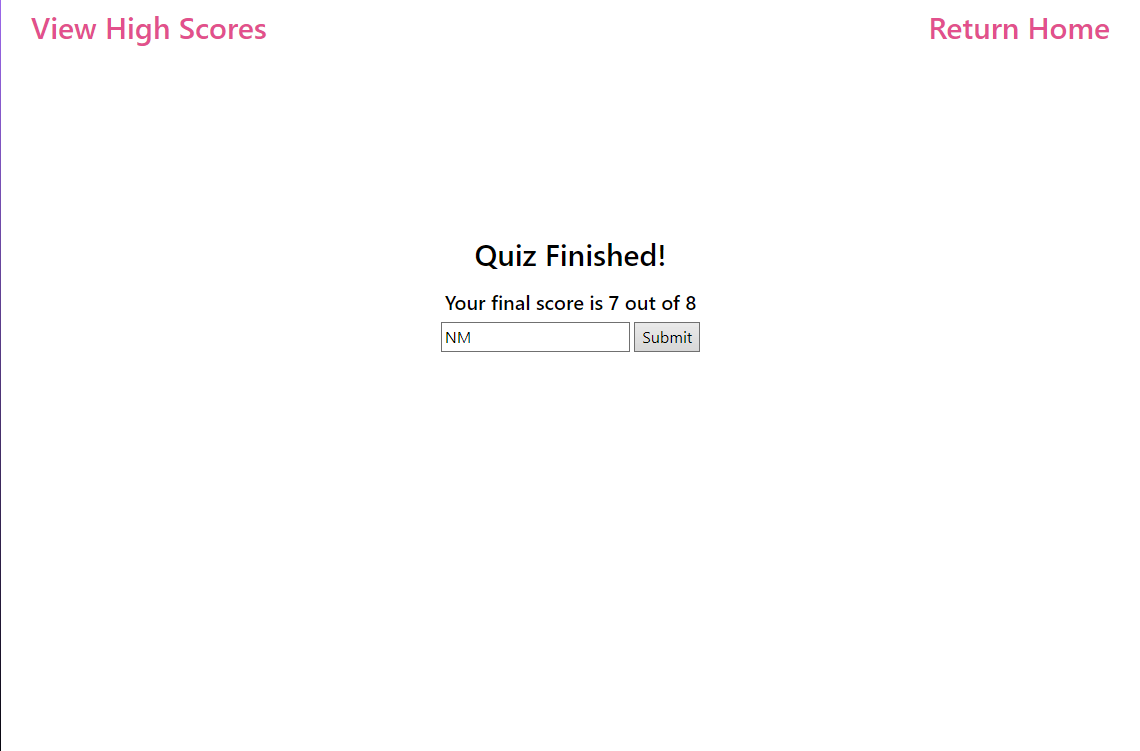 View High Scores
Return Home
Quiz Finished!
Your final score is 7 out of 8
NM
Submit